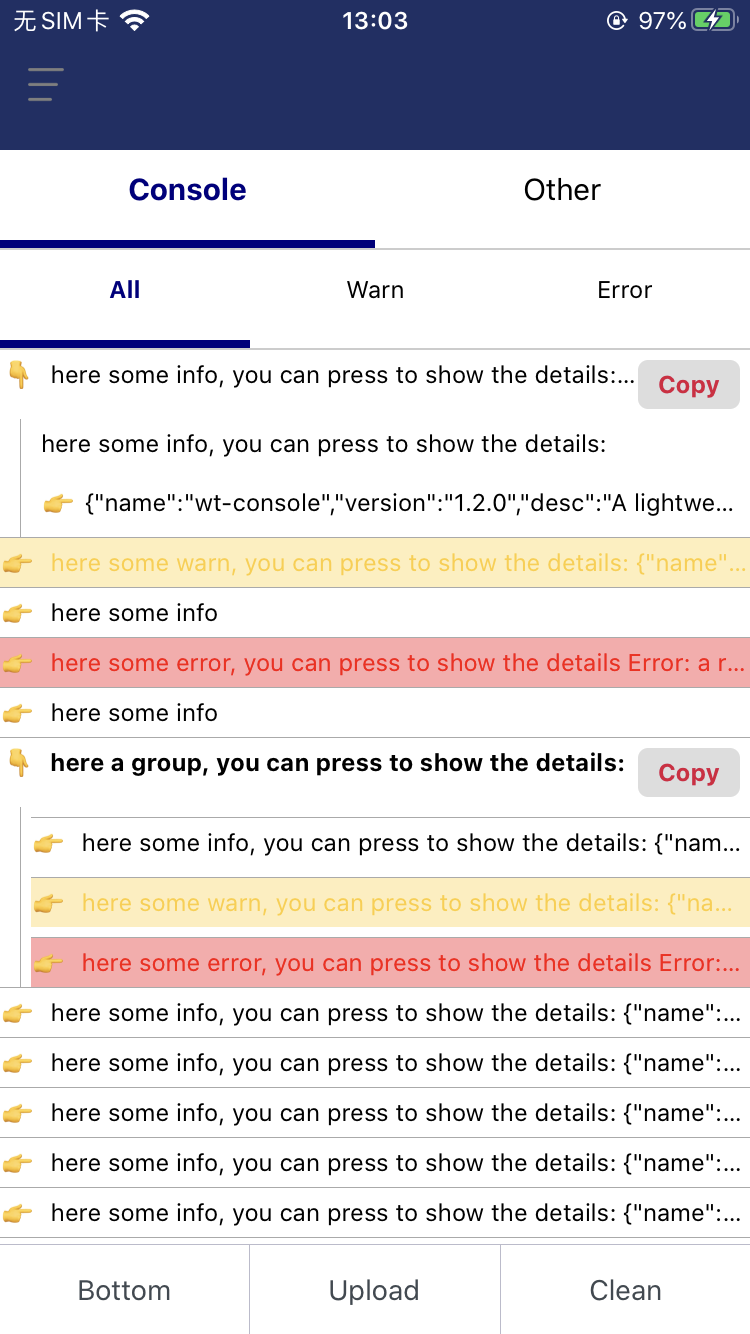 无SIM卡 13:03 97%
Console Other
All Warn Error
here some info, you can press to show the details:... Copy
here some info, you can press to show the details:
{"name":"wt-console","version":"1.2.0","desc":"A lightwe...
here some warn, you can press to show the details: {"name"...
here some info
here some error, you can press to show the details Error: a r...
here some info
here a group, you can press to show the details: Copy
here some info, you can press to show the details: {"nam...
here some warn, you can press to show the details: {"na...
here some error, you can press to show the details Error:...
here some info, you can press to show the details: {"name":...
here some info, you can press to show the details: {"name":...
here some info, you can press to show the details: {"name":...
here some info, you can press to show the details: {"name":...
here some info, you can press to show the details: {"name":...
Bottom Upload Clean